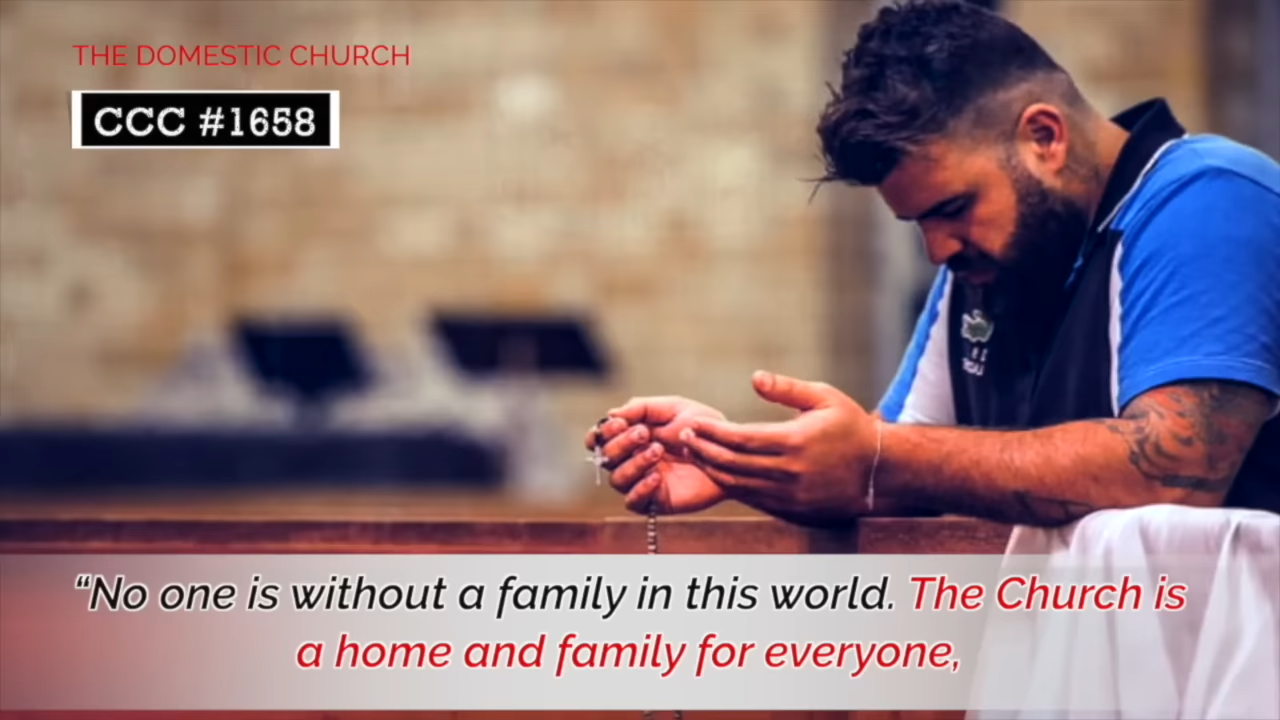 THE DOMESTIC CHURCH
CCC #1658
“No one is without a family in this world. The Church is
a home and family for everyone,